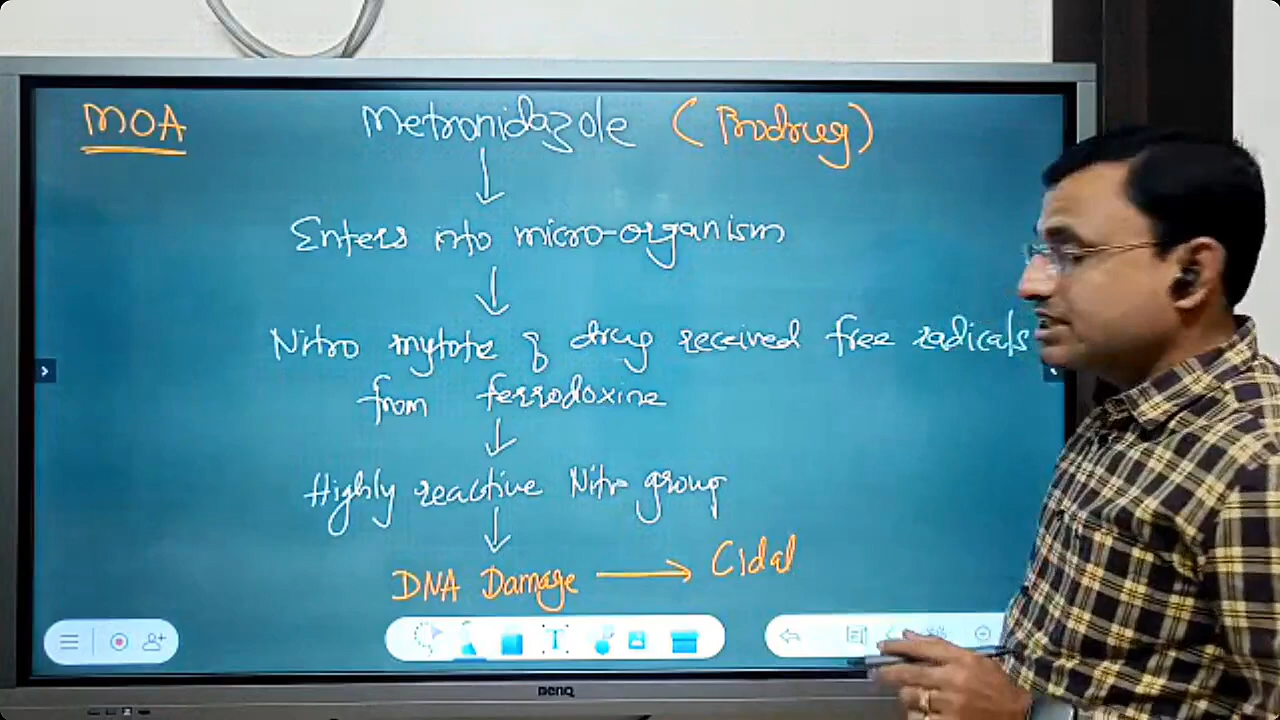 MOA
Metronidazole (Prodrug)
Enters into micro-organism
Nitro mytote of drug received free radicals
from ferrodoxine
Highly reactive Nitro group
DNA Damage → Cidal
T
BenQ